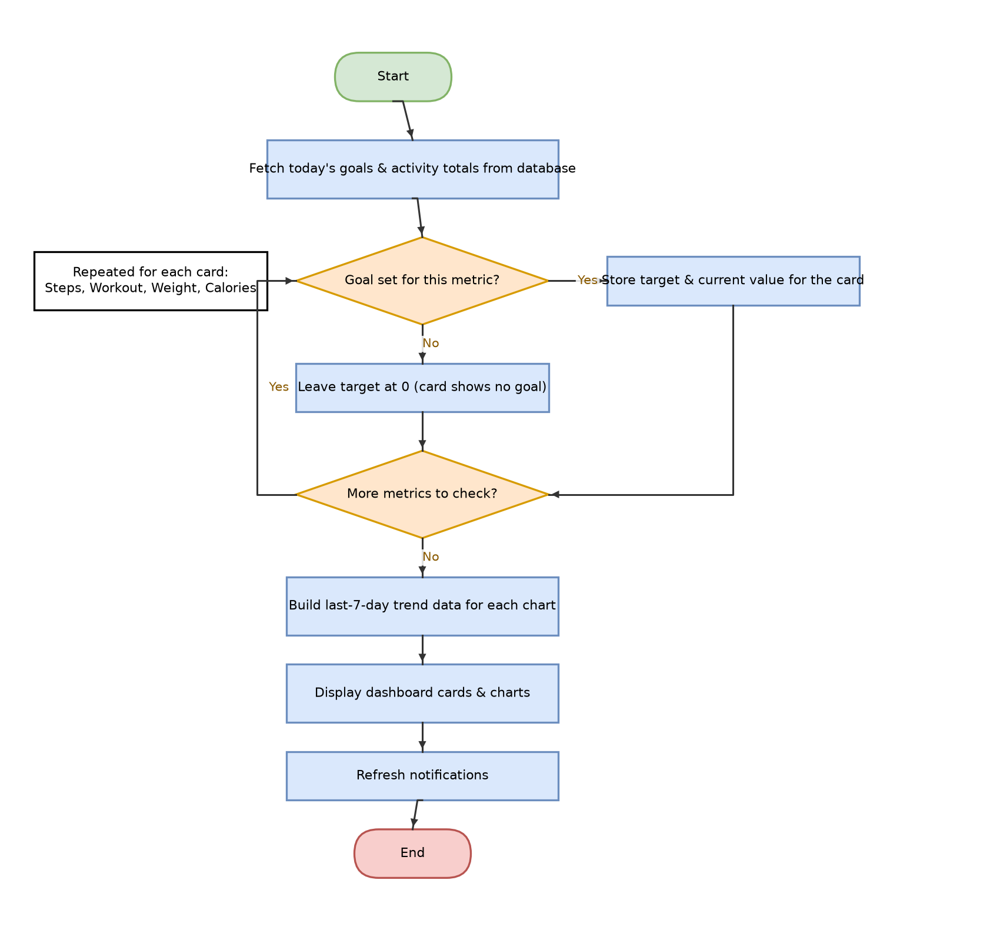 Start
Fetch today's goals & activity totals from database
Repeated for each card:
Steps, Workout, Weight, Calories
Goal set for this metric?
Yes
Store target & current value for the card
No
Yes
Leave target at 0 (card shows no goal)
More metrics to check?
No
Build last-7-day trend data for each chart
Display dashboard cards & charts
Refresh notifications
End